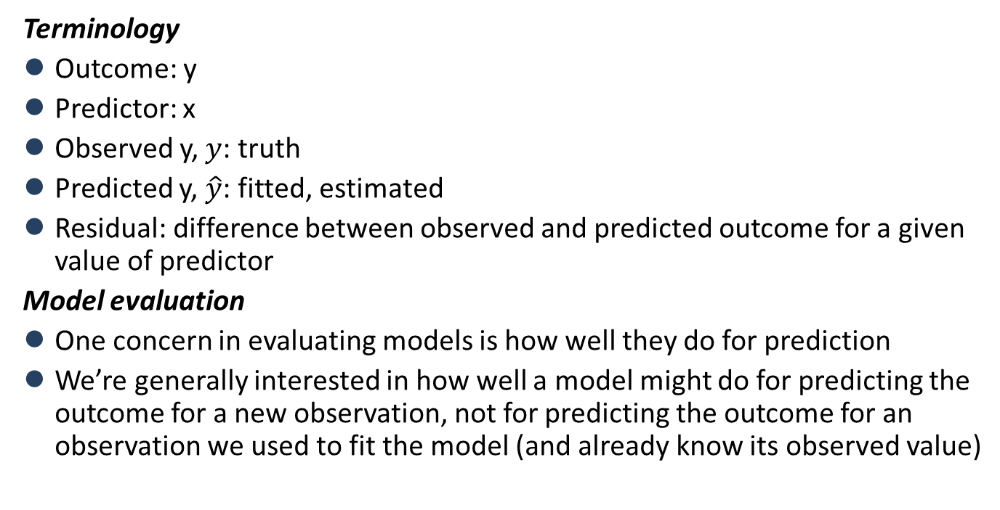 Terminology
● Outcome: y
● Predictor: x
● Observed y, y: truth
● Predicted y, ŷ: fitted, estimated
● Residual: difference between observed and predicted outcome for a given
value of predictor
Model evaluation
● One concern in evaluating models is how well they do for prediction
● We’re generally interested in how well a model might do for predicting the
outcome for a new observation, not for predicting the outcome for an
observation we used to fit the model (and already know its observed value)